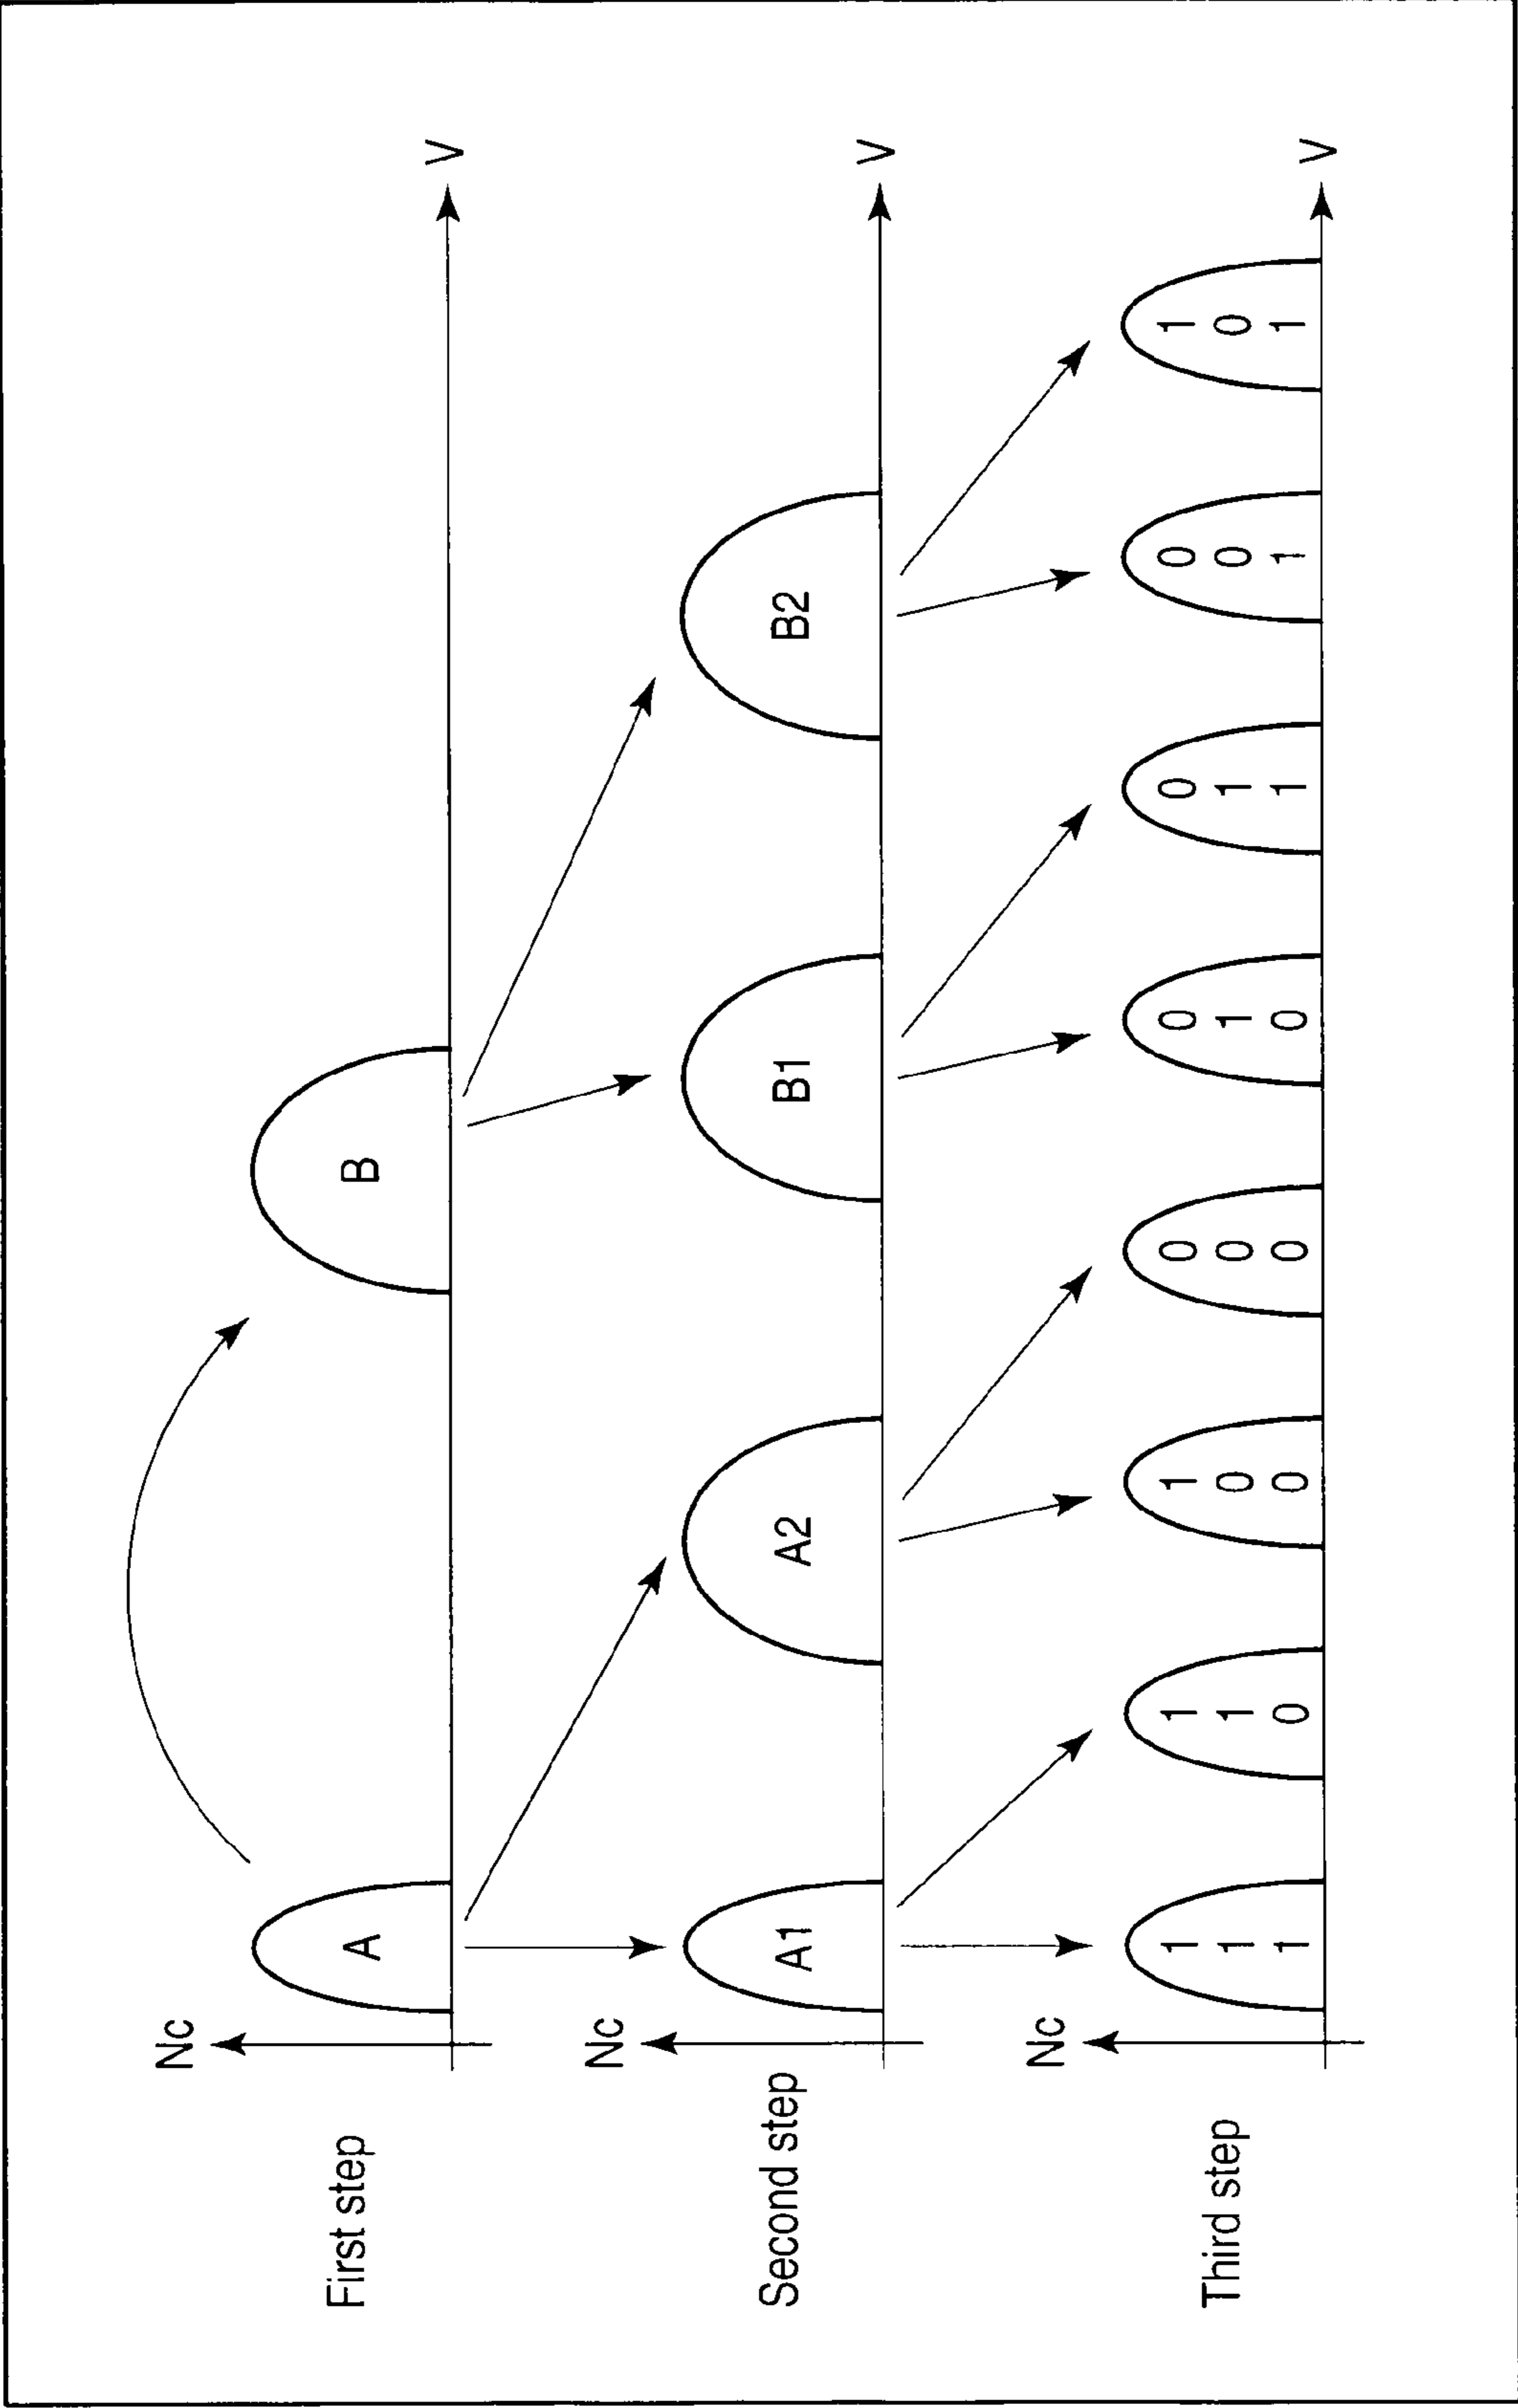 Nc
First step
A
B
V
Nc
Second step
A1
A2
B1
B2
V
Nc
Third step
1 1 1 0 0 0 0 1
1 1 0 0 1 1 0 0
1 0 0 0 0 1 1 1
V